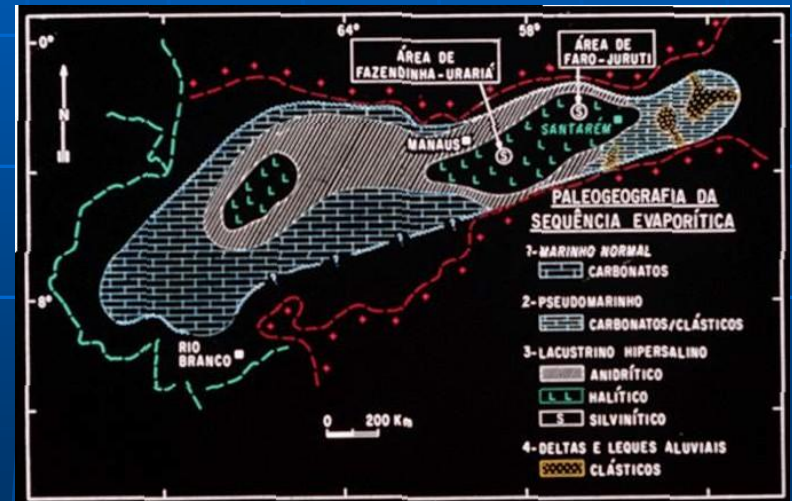 0°
64°
58°
ÁREA DE
FAZENDINHA-URARIÁ
ÁREA DE
FARO-JURUTI
N
MANAUS
SANTARÉM
S
S
PALEOGEOGRAFIA DA
SEQUÊNCIA EVAPORÍTICA
1-MARINHO NORMAL
CARBONATOS
2-PSEUDOMARINHO
CARBONATOS/CLÁSTICOS
3-LACUSTRINO HIPERSALINO
ANIDRÍTICO
L L HALÍTICO
S SILVINÍTICO
4-DELTAS E LEQUES ALUVIAIS
CLÁSTICOS
8°
RIO
BRANCO
0 200 Km